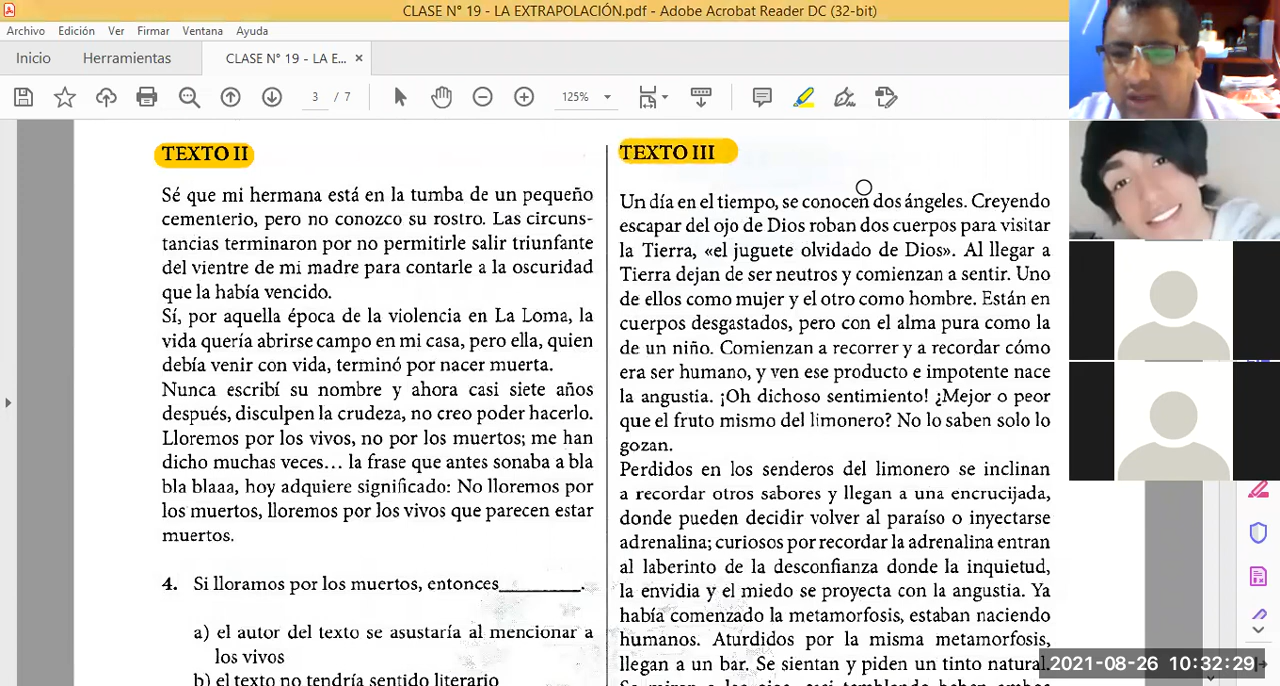 CLASE N° 19 - LA EXTRAPOLACIÓN.pdf - Adobe Acrobat Reader DC (32-bit)
Archivo Edición Ver Firmar Ventana Ayuda
Inicio Herramientas CLASE N° 19 - LA E... ×
3 / 7 125%
TEXTO II
Sé que mi hermana está en la tumba de un pequeño
cementerio, pero no conozco su rostro. Las circuns-
tancias terminaron por no permitirle salir triunfante
del vientre de mi madre para contarle a la oscuridad
que la había vencido.
Sí, por aquella época de la violencia en La Loma, la
vida quería abrirse campo en mi casa, pero ella, quien
debía venir con vida, terminó por nacer muerta.
Nunca escribí su nombre y ahora casi siete años
después, disculpen la crudeza, no creo poder hacerlo.
Lloremos por los vivos, no por los muertos; me han
dicho muchas veces... la frase que antes sonaba a bla
bla blaaa, hoy adquiere significado: No lloremos por
los muertos, lloremos por los vivos que parecen estar
muertos.
4. Si lloramos por los muertos, entonces________.
a) el autor del texto se asustaría al mencionar a
los vivos
b) el texto no tendría sentido literario
TEXTO III
Un día en el tiempo, se conocen dos ángeles. Creyendo
escapar del ojo de Dios roban dos cuerpos para visitar
la Tierra, «el juguete olvidado de Dios». Al llegar a
Tierra dejan de ser neutros y comienzan a sentir. Uno
de ellos como mujer y el otro como hombre. Están en
cuerpos desgastados, pero con el alma pura como la
de un niño. Comienzan a recorrer y a recordar cómo
era ser humano, y ven ese producto e impotente nace
la angustia. ¡Oh dichoso sentimiento! ¿Mejor o peor
que el fruto mismo del limonero? No lo saben solo lo
gozan.
Perdidos en los senderos del limonero se inclinan
a recordar otros sabores y llegan a una encrucijada,
donde pueden decidir volver al paraíso o inyectarse
adrenalina; curiosos por recordar la adrenalina entran
al laberinto de la desconfianza donde la inquietud,
la envidia y el miedo se proyecta con la angustia. Ya
había comenzado la metamorfosis, estaban naciendo
humanos. Aturdidos por la misma metamorfosis,
llegan a un bar. Se sientan y piden un tinto natural.
2021-08-26 10:32:29